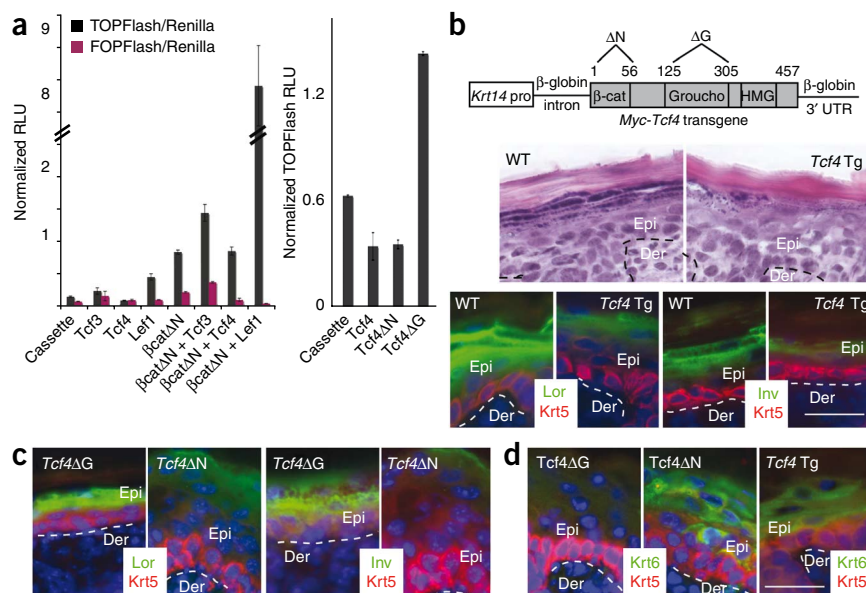 a
TOPFlash/Renilla
FOPFlash/Renilla
Normalized RLU
9
8
2
1
0
Cassette
Tcf3
Tcf4
Lef1
βcatΔN
βcatΔN + Tcf3
βcatΔN + Tcf4
βcatΔN + Lef1
Normalized TOPFlash RLU
1.2
0.6
0
Cassette
Tcf4
Tcf4ΔN
Tcf4ΔG
b
ΔN ΔG
1 56 125 305 457
Krt14 pro β-globin intron β-cat Groucho HMG β-globin 3′ UTR
Myc-Tcf4 transgene
WT Tcf4 Tg
Epi Epi
Der Der
WT Tcf4 Tg WT Tcf4 Tg
Epi Epi Epi Epi
Der Der Der Der
Lor Inv
Krt5 Krt5
c
Tcf4ΔG Tcf4ΔN Tcf4ΔG Tcf4ΔN
Epi Epi Epi Epi
Der Der Der Der
Lor Inv
Krt5 Krt5
d
Tcf4ΔG Tcf4ΔN Tcf4 Tg
Epi Epi Epi
Der Der Der
Krt6 Krt6
Krt5 Krt5